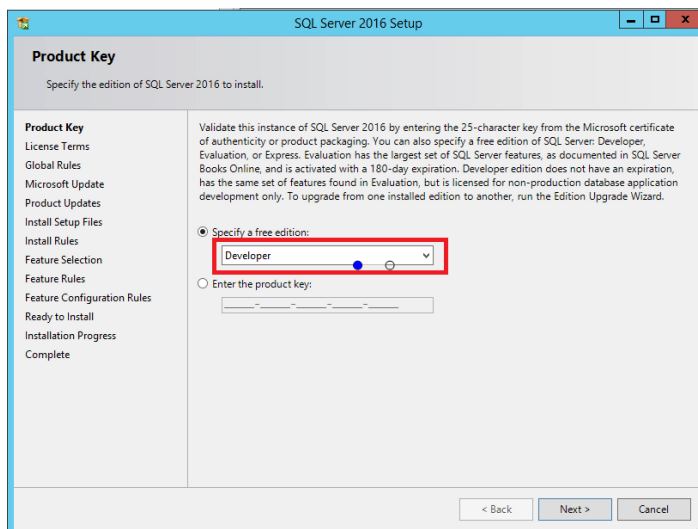 SQL Server 2016 Setup
Product Key
Specify the edition of SQL Server 2016 to install.
Product Key
License Terms
Global Rules
Microsoft Update
Product Updates
Install Setup Files
Install Rules
Feature Selection
Feature Rules
Feature Configuration Rules
Ready to Install
Installation Progress
Complete
Validate this instance of SQL Server 2016 by entering the 25-character key from the Microsoft certificate
of authenticity or product packaging. You can also specify a free edition of SQL Server: Developer,
Evaluation, or Express. Evaluation has the largest set of SQL Server features, as documented in SQL Server
Books Online, and is activated with a 180-day expiration. Developer edition does not have an expiration,
has the same set of features found in Evaluation, but is licensed for non-production database application
development only. To upgrade from one installed edition to another, run the Edition Upgrade Wizard.
Specify a free edition:
Developer
Enter the product key:
_____-_____-_____-_____-_____
< Back
Next >
Cancel